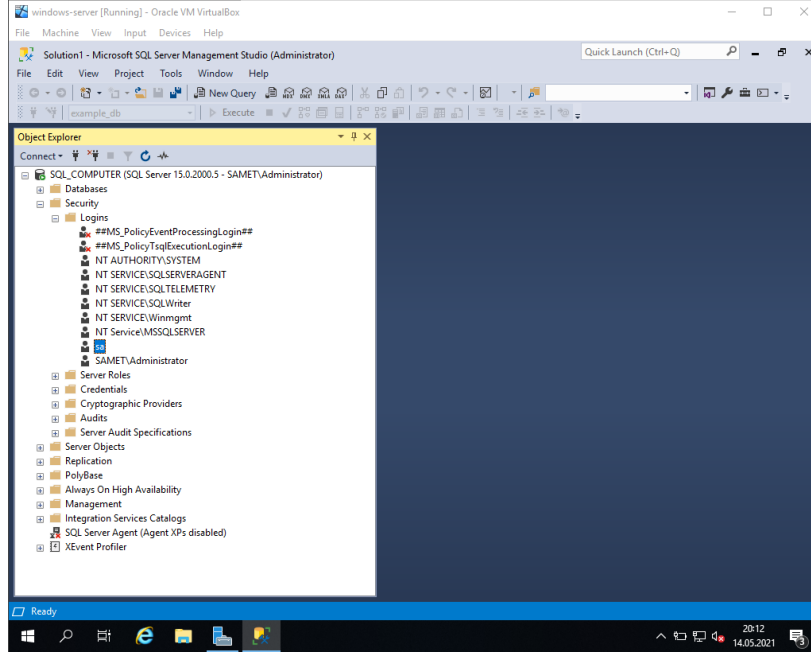 windows-server [Running] - Oracle VM VirtualBox
File Machine View Input Devices Help
Solution1 - Microsoft SQL Server Management Studio (Administrator)
Quick Launch (Ctrl+Q)
File Edit View Project Tools Window Help
New Query
example_db
Execute
Object Explorer
Connect
SQL_COMPUTER (SQL Server 15.0.2000.5 - SAMET\Administrator)
Databases
Security
Logins
##MS_PolicyEventProcessingLogin##
##MS_PolicyTsqlExecutionLogin##
NT AUTHORITY\SYSTEM
NT SERVICE\SQLSERVERAGENT
NT SERVICE\SQLTELEMETRY
NT SERVICE\SQLWriter
NT SERVICE\Winmgmt
NT Service\MSSQLSERVER
sa
SAMET\Administrator
Server Roles
Credentials
Cryptographic Providers
Audits
Server Audit Specifications
Server Objects
Replication
PolyBase
Always On High Availability
Management
Integration Services Catalogs
SQL Server Agent (Agent XPs disabled)
XEvent Profiler
Ready
20:12
14.05.2021
3